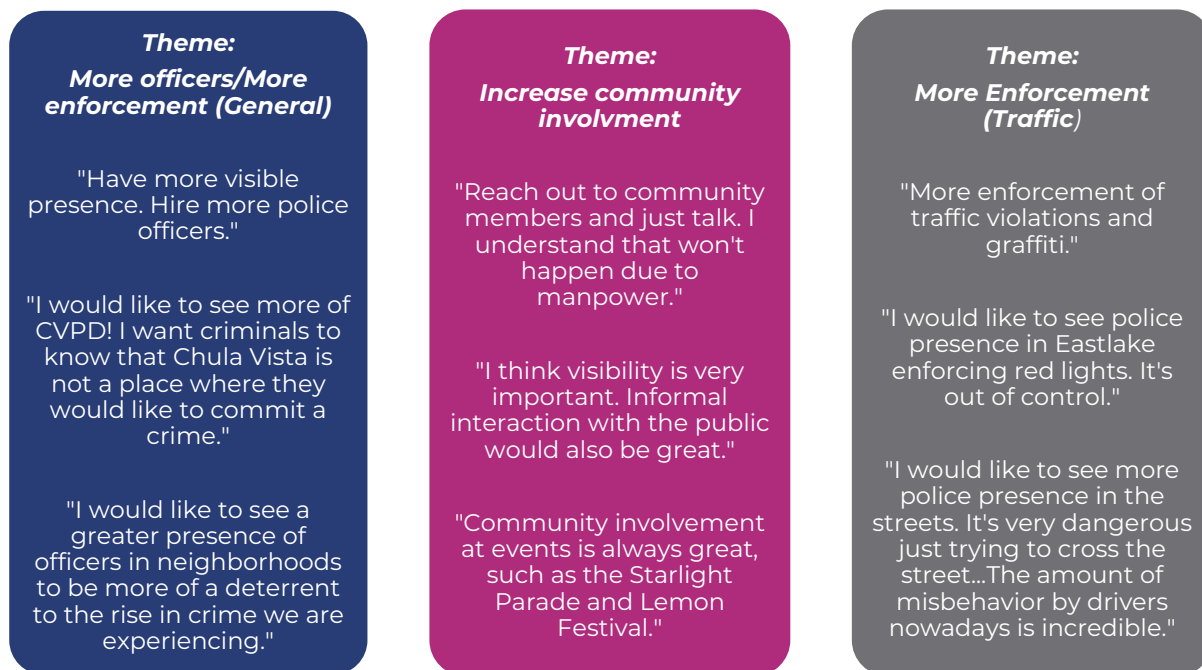 Theme:
More officers/More
enforcement (General)
"Have more visible
presence. Hire more police
officers."
"I would like to see more of
CVPD! I want criminals to
know that Chula Vista is
not a place where they
would like to commit a
crime."
"I would like to see a
greater presence of
officers in neighborhoods
to be more of a deterrent
to the rise in crime we are
experiencing."
Theme:
Increase community
involvment
"Reach out to community
members and just talk. I
understand that won't
happen due to
manpower."
"I think visibility is very
important. Informal
interaction with the public
would also be great."
"Community involvement
at events is always great,
such as the Starlight
Parade and Lemon
Festival."
Theme:
More Enforcement
(Traffic)
"More enforcement of
traffic violations and
graffiti."
"I would like to see police
presence in Eastlake
enforcing red lights. It's
out of control."
"I would like to see more
police presence in the
streets. It's very dangerous
just trying to cross the
street...The amount of
misbehavior by drivers
nowadays is incredible."